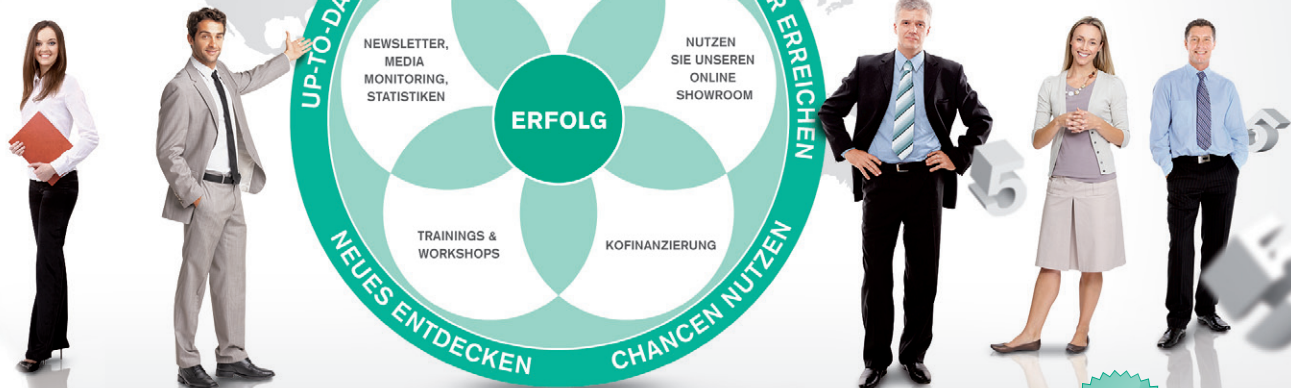 UP-TO-DA
R ERREICHEN
NEWSLETTER,
MEDIA
MONITORING,
STATISTIKEN
NUTZEN
SIE UNSEREN
ONLINE
SHOWROOM
ERFOLG
TRAININGS &
WORKSHOPS
KOFINANZIERUNG
NEUES ENTDECKEN
CHANCEN NUTZEN
5